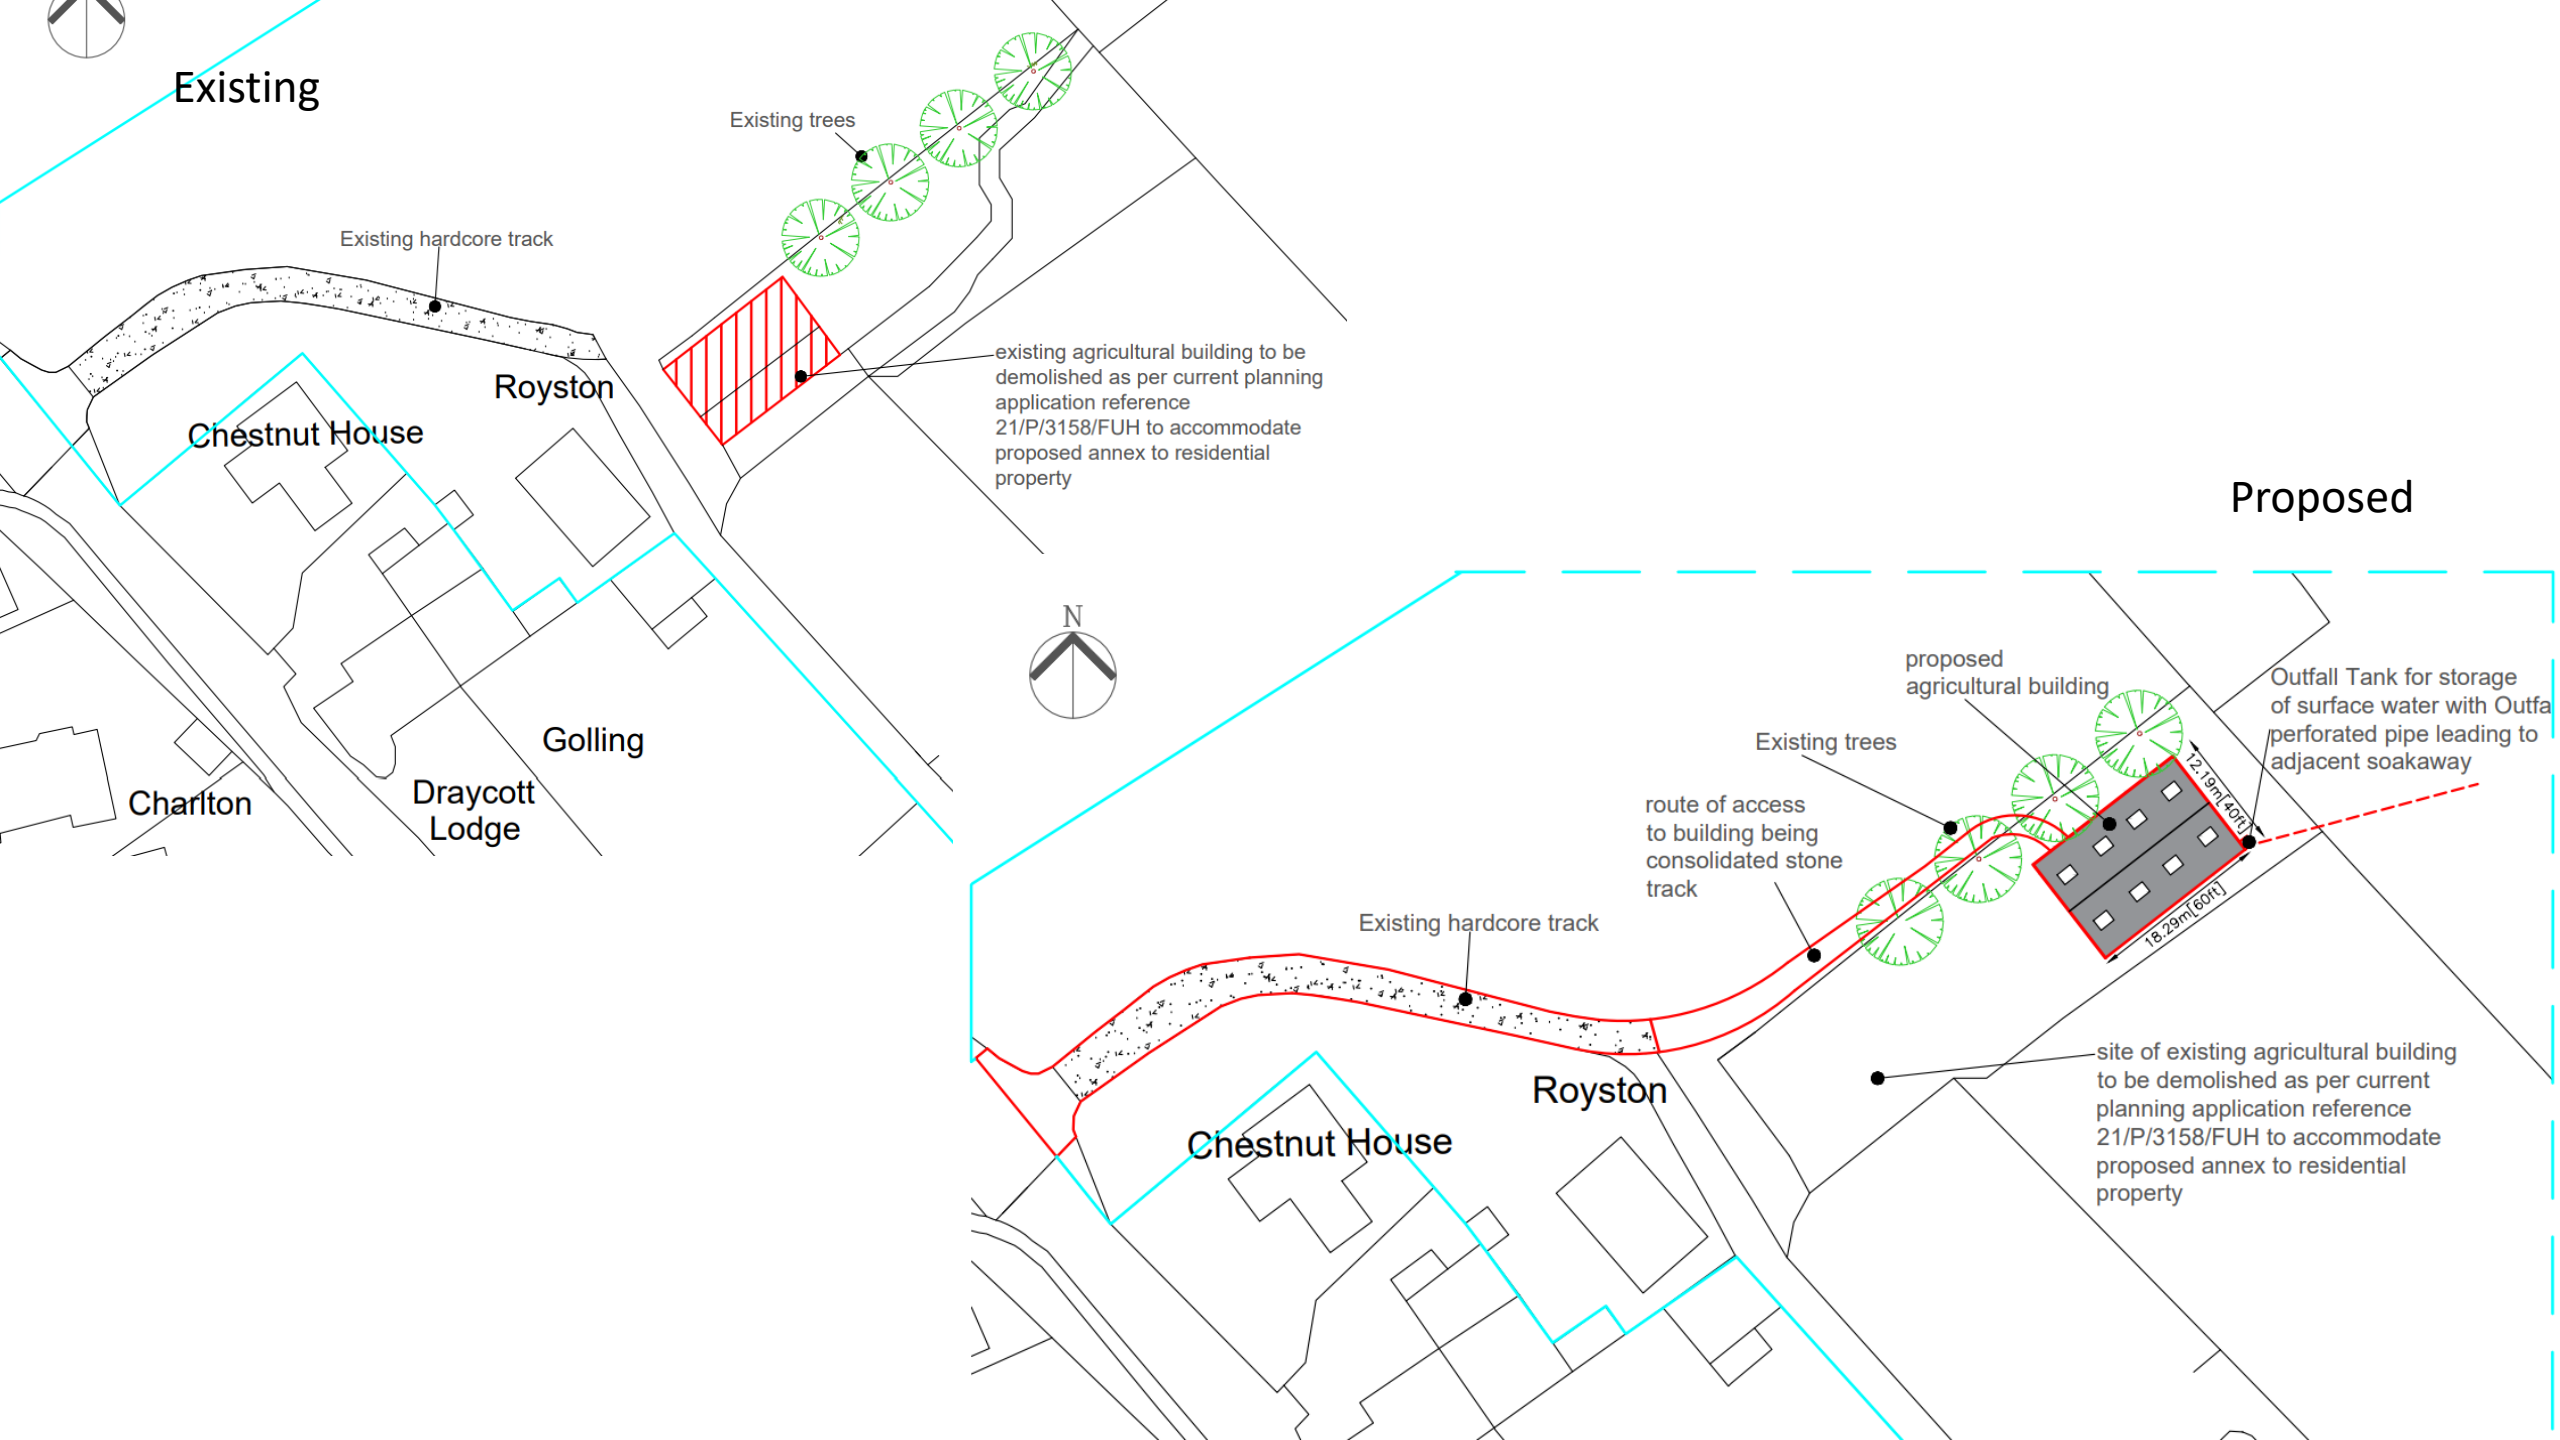 Existing
Existing trees
Existing hardcore track
existing agricultural building to be
demolished as per current planning
application reference
21/P/3158/FUH to accommodate
proposed annex to residential
property
Royston
Chestnut House
Golling
Draycott
Lodge
Charlton
Proposed
N
proposed
agricultural building
Outfall Tank for storage
of surface water with Outfa
perforated pipe leading to
adjacent soakaway
Existing trees
12.19m[40ft]
route of access
to building being
consolidated stone
track
18.29m[60ft]
Existing hardcore track
site of existing agricultural building
to be demolished as per current
planning application reference
21/P/3158/FUH to accommodate
proposed annex to residential
property
Royston
Chestnut House